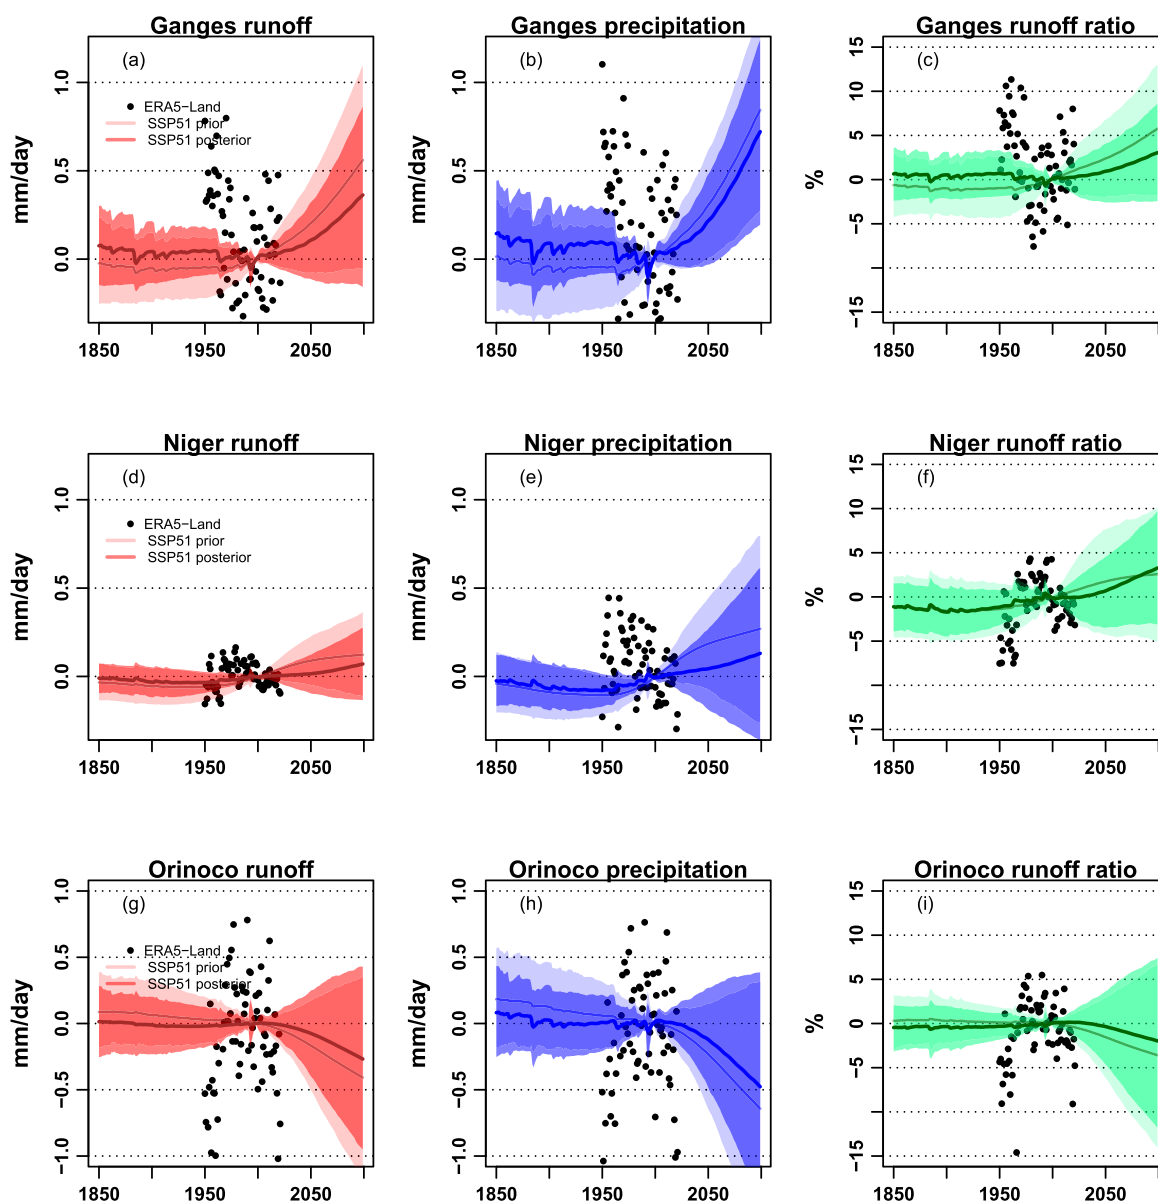 Ganges runoff
Ganges precipitation
Ganges runoff ratio
(a)
(b)
(c)
ERA5−Land
SSP51 prior
SSP51 posterior
mm/day
0.0 0.5 1.0
1850 1950 2050
mm/day
0.0 0.5 1.0
1850 1950 2050
%
−15 −5 0 5 10 15
1850 1950 2050
Niger runoff
Niger precipitation
Niger runoff ratio
(d)
(e)
(f)
ERA5−Land
SSP51 prior
SSP51 posterior
mm/day
0.0 0.5 1.0
1850 1950 2050
mm/day
0.0 0.5 1.0
1850 1950 2050
%
−15 −5 0 5 10 15
1850 1950 2050
Orinoco runoff
Orinoco precipitation
Orinoco runoff ratio
(g)
(h)
(i)
ERA5−Land
SSP51 prior
SSP51 posterior
mm/day
−1.0 −0.5 0.0 0.5 1.0
1850 1950 2050
mm/day
−1.0 −0.5 0.0 0.5 1.0
1850 1950 2050
%
−15 −5 0 5 10 15
1850 1950 2050